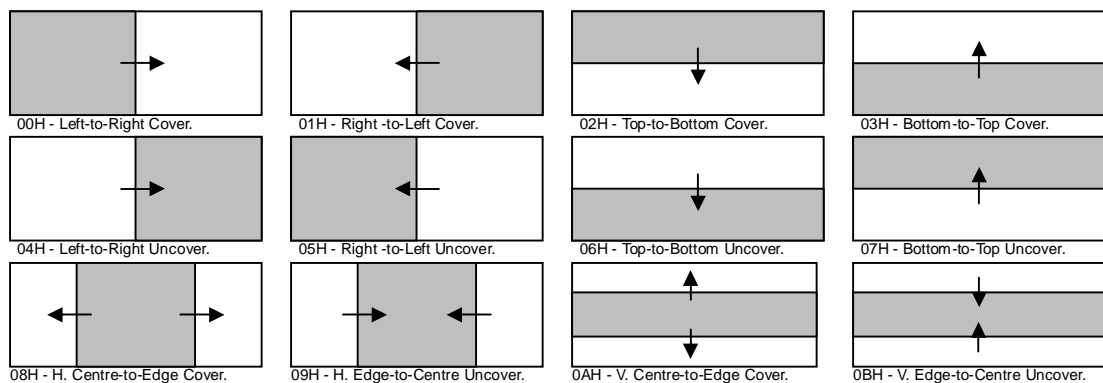 00H - Left-to-Right Cover.
01H - Right -to-Left Cover.
02H - Top-to-Bottom Cover.
03H - Bottom-to-Top Cover.
04H - Left-to-Right Uncover.
05H - Right -to-Left Uncover.
06H - Top-to-Bottom Uncover.
07H - Bottom-to-Top Uncover.
08H - H. Centre-to-Edge Cover.
09H - H. Edge-to-Centre Uncover.
0AH - V. Centre-to-Edge Cover.
0BH - V. Edge-to-Centre Uncover.